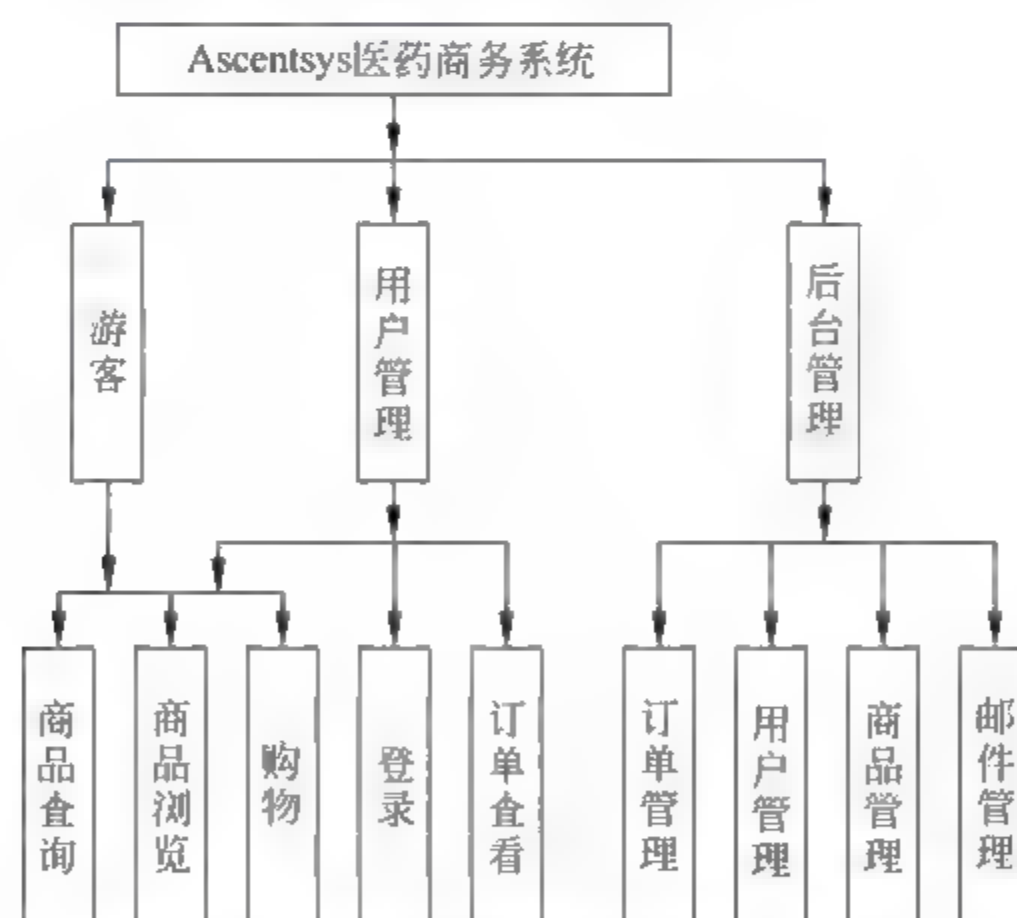 Ascentsys医药商务系统
游客
用户管理
后台管理
商品查询
商品浏览
购物
登录
订单查看
订单管理
用户管理
商品管理
邮件管理